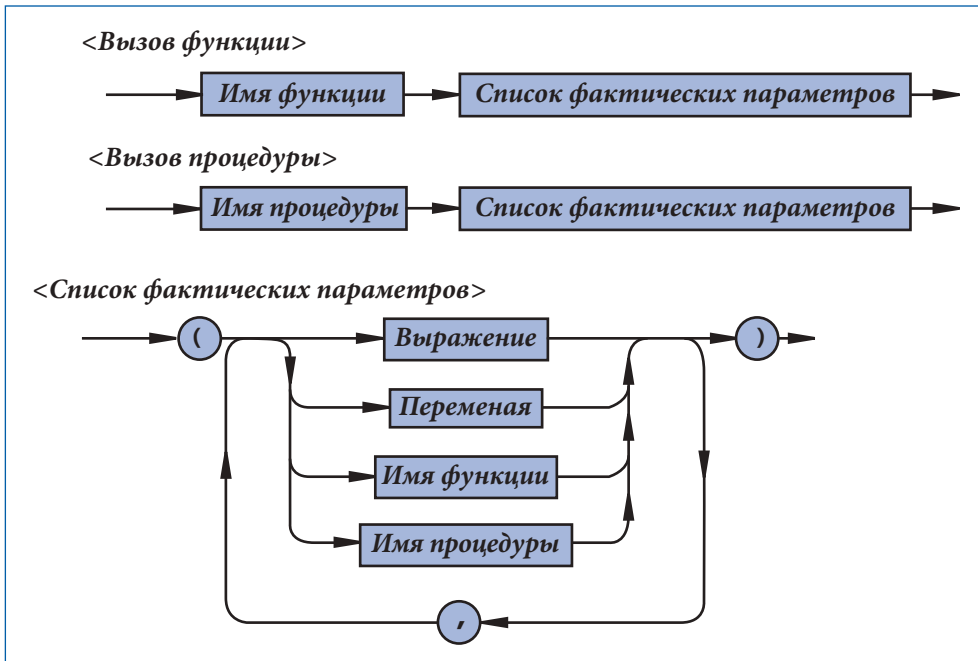 <Вызов функции>
Имя функции
Список фактических параметров
<Вызов процедуры>
Имя процедуры
Список фактических параметров
<Список фактических параметров>
(
Выражение
)
Переменая
Имя функции
Имя процедуры
,